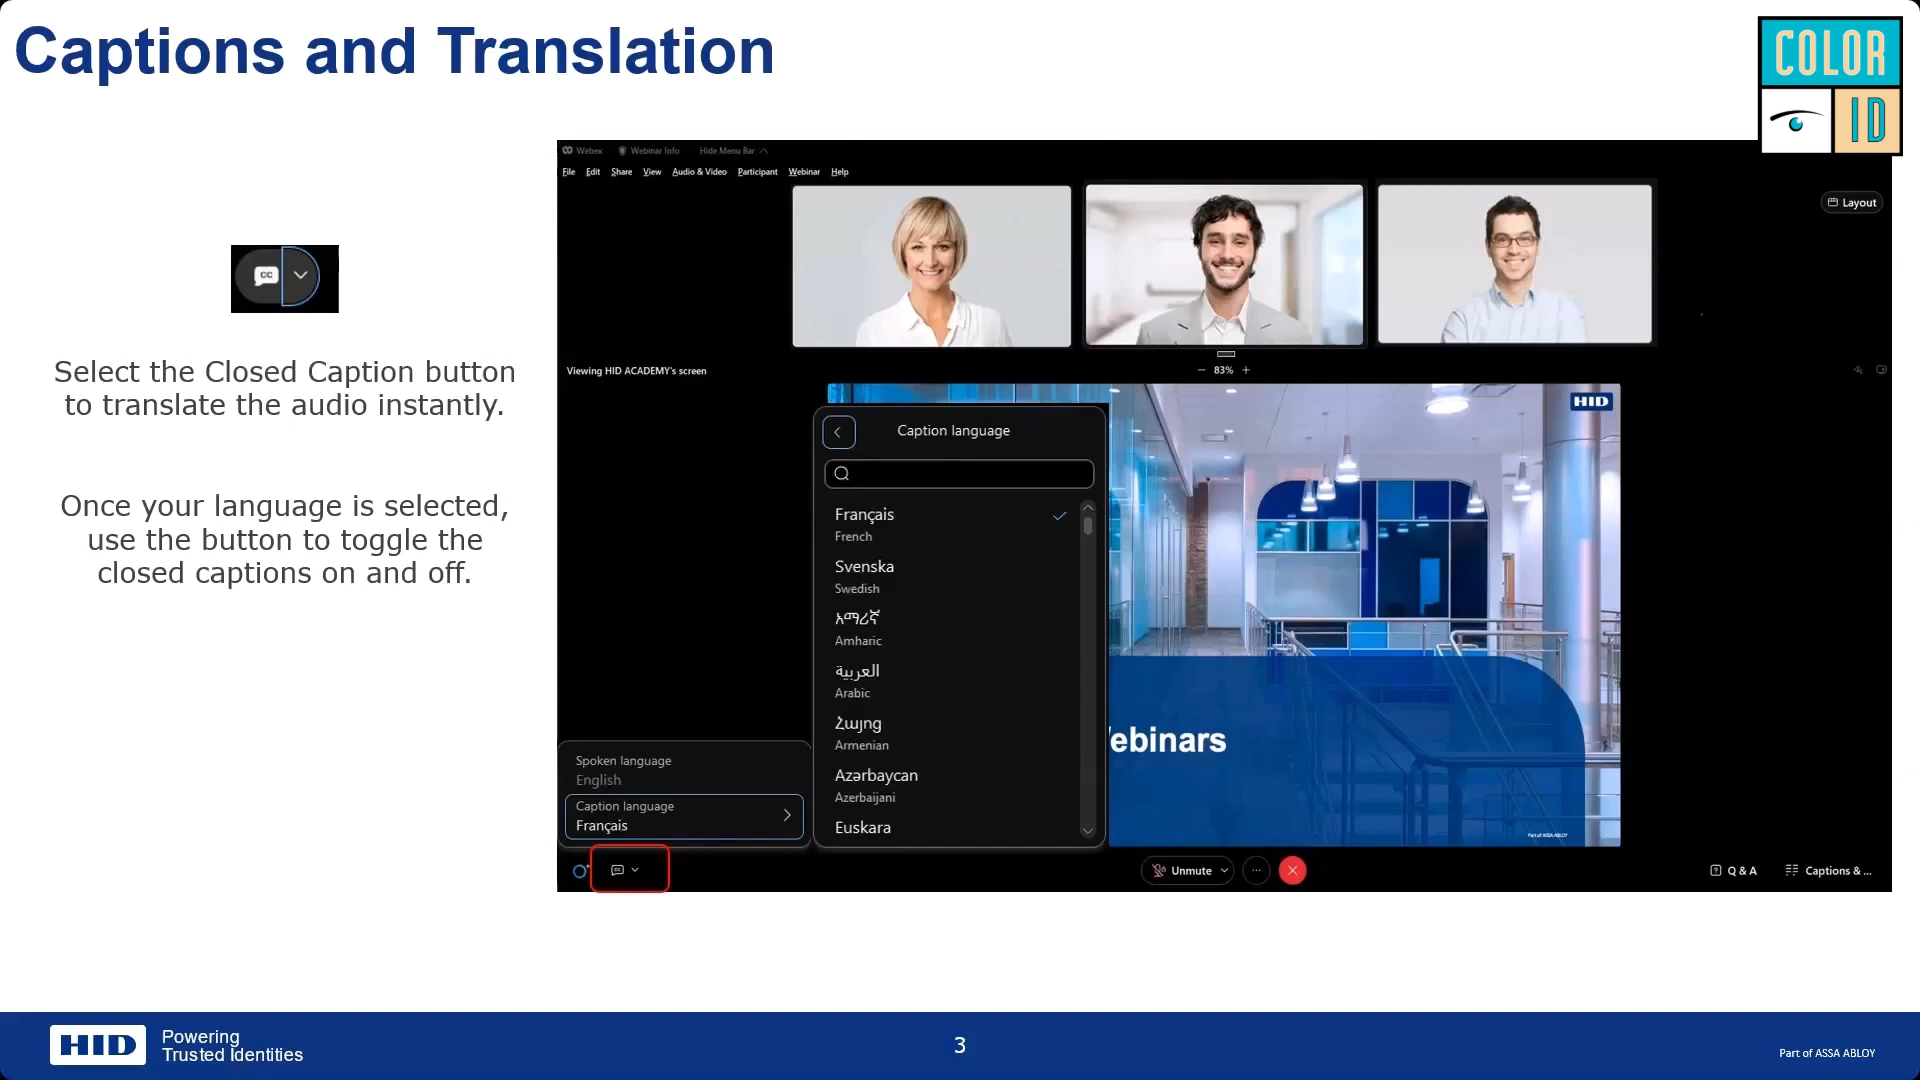 Captions and Translation
COLOR
ID
CC
Select the Closed Caption button
to translate the audio instantly.
Once your language is selected,
use the button to toggle the
closed captions on and off.
Webex
Webinar Info
Hide Menu Bar
File Edit Share View Audio & Video Participant Webinar Help
Layout
Viewing HID ACADEMY's screen
83%
HID
Caption language
Français
French
Svenska
Swedish
አማርኛ
Amharic
العربية
Arabic
Հայոց
Armenian
Azərbaycan
Azerbaijani
Euskara
ebinars
Part of ASSA ABLOY
Spoken language
English
Caption language
Français
CC
Unmute
Q & A
Captions & ...
HID
Powering
Trusted Identities
3
Part of ASSA ABLOY